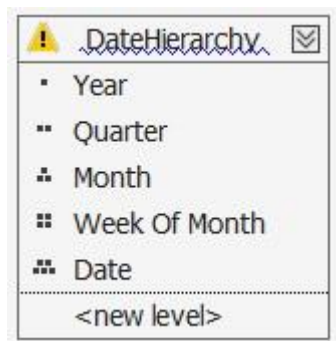 DateHierarchy
Year
Quarter
Month
Week Of Month
Date
<new level>